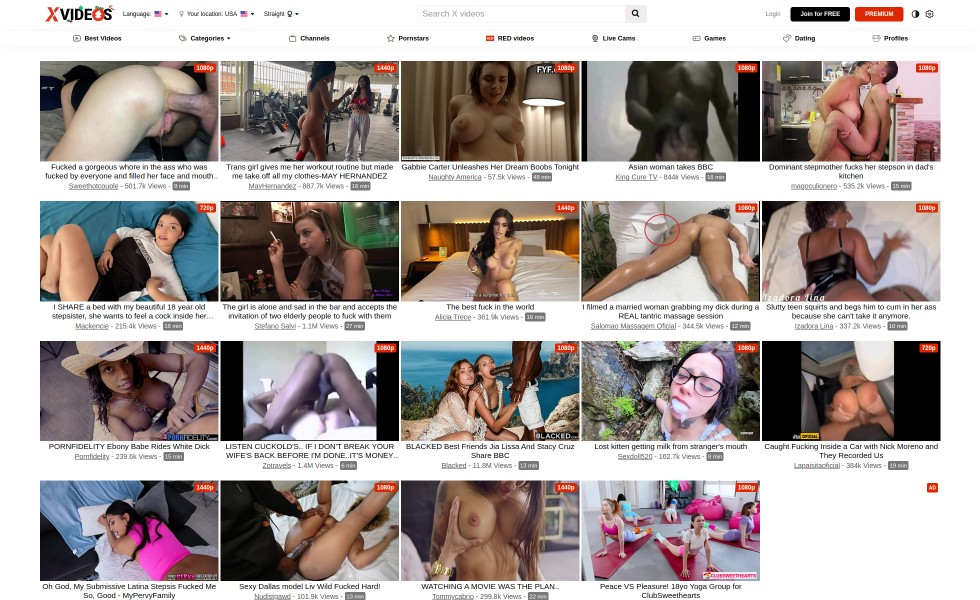 XVIDEOS
Language:
Your location: USA
Straight
Search X videos
Login
Join for FREE
PREMIUM
Best Videos
Categories
Channels
Pornstars
RED videos
Live Cams
Games
Dating
Profiles
1080p
1440p
FYF.
1080p
1080p
1080p
Fucked a gorgeous whore in the ass who was
fucked by everyone and filled her face and mouth..
Sweethotcouple - 501.7k Views - 9 min
Trans girl gives me her workout routine but made
me take off all my clothes-MAY HERNANDEZ
MayHernandez - 887.7k Views - 16 min
Gabbie Carter Unleashes Her Dream Boobs Tonight
Naughty America - 57.5k Views - 48 min
Asian woman takes BBC
King Cure TV - 844k Views - 18 min
Dominant stepmother fucks her stepson in dad's
kitchen
magoculionero - 535.2k Views - 15 min
720p
1440p
1080p
1080p
Izadora Lina
I SHARE a bed with my beautiful 18 year old
stepsister, she wants to feel a cock inside her…
Mackencie - 215.4k Views - 18 min
The girl is alone and sad in the bar and accepts the
invitation of two elderly people to fuck with them
Stefano Salvi - 1.1M Views - 27 min
The best fuck in the world
Alicia Trece - 361.9k Views - 16 min
I filmed a married woman grabbing my dick during a
REAL tantric massage session
Salomao Massagem Oficial - 344.5k Views - 12 min
Slutty teen squirts and begs him to cum in her ass
because she can't take it anymore.
Izadora Lina - 337.2k Views - 10 min
1440p
PORNFIDELITY.com
1080p
1080p
BLACKED
1080p
720p
OFICIAL
PORNFIDELITY Ebony Babe Rides White Dick
Pornfidelity - 239.6k Views - 15 min
LISTEN CUCKOLD'S.. IF I DON'T BREAK YOUR
WIFE'S BACK BEFORE I'M DONE..IT'S MONEY…
Zotravels - 1.4M Views - 6 min
BLACKED Best Friends Jia Lissa And Stacy Cruz
Share BBC
Blacked - 11.8M Views - 13 min
Lost kitten getting milk from stranger's mouth
Sexdoll520 - 162.7k Views - 8 min
Caught Fucking Inside a Car with Nick Moreno and
They Recorded Us
Lapaisitaoficial - 384k Views - 19 min
1440p
1080p
1440p
1080p
CLUBSWEETHEARTS
AD
Oh God, My Submissive Latina Stepsis Fucked Me
So, Good - MyPervyFamily
Sexy Dallas model Liv Wild Fucked Hard!
Nudistgawd - 101.9k Views - 13 min
WATCHING A MOVIE WAS THE PLAN..
Tommycabrio - 299.8k Views - 22 min
Peace VS Pleasure! 18yo Yoga Group for
ClubSweethearts